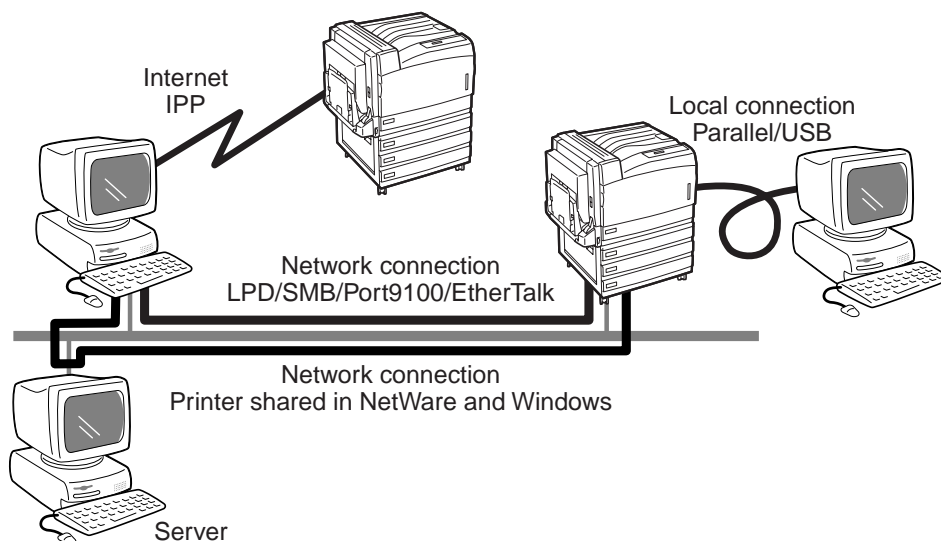 Internet
IPP
Local connection
Parallel/USB
Network connection
LPD/SMB/Port9100/EtherTalk
Network connection
Printer shared in NetWare and Windows
Server